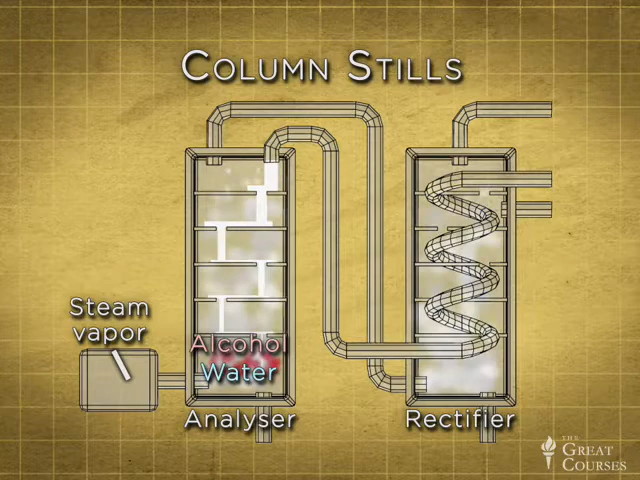 COLUMN STILLS
Steam
vapor
Alcohol
Water
Analyser
Rectifier
THE
GREAT
COURSES